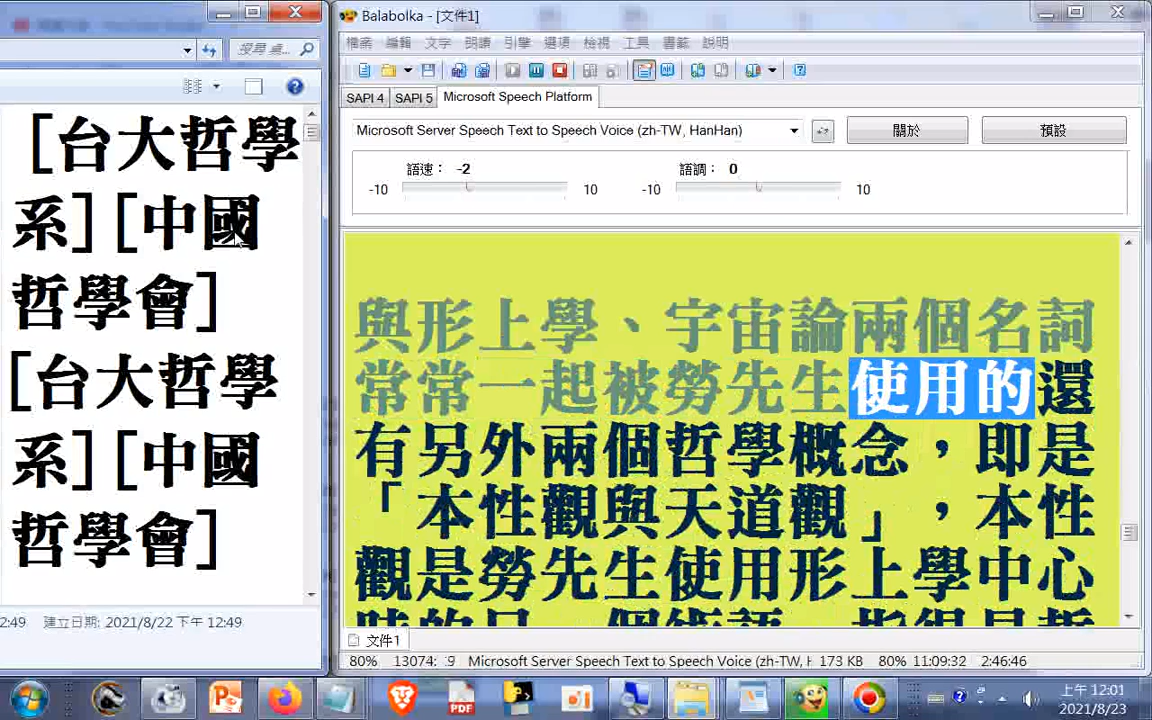 搜尋 桌...
[台大哲學
系][中國
哲學會]
[台大哲學
系][中國
哲學會]
2:49 建立日期: 2021/8/22 下午 12:49
Balabolka - [文件1]
檔案 編輯 文字 朗讀 引擎 選項 檢視 工具 書籤 說明
SAPI 4 SAPI 5 Microsoft Speech Platform
Microsoft Server Speech Text to Speech Voice (zh-TW, HanHan) 關於 預設
語速： -2 語調： 0
-10 10 -10 10
與形上學、宇宙論兩個名詞
常常一起被勞先生使用的還
有另外兩個哲學概念，即是
「本性觀與天道觀」，本性
觀是勞先生使用形上學中心
文件1
80% 13074: Microsoft Server Speech Text to Speech Voice (zh-TW, 173 KB 80% 11:09:32 2:46:46
PDF
上午 12:01
2021/8/23